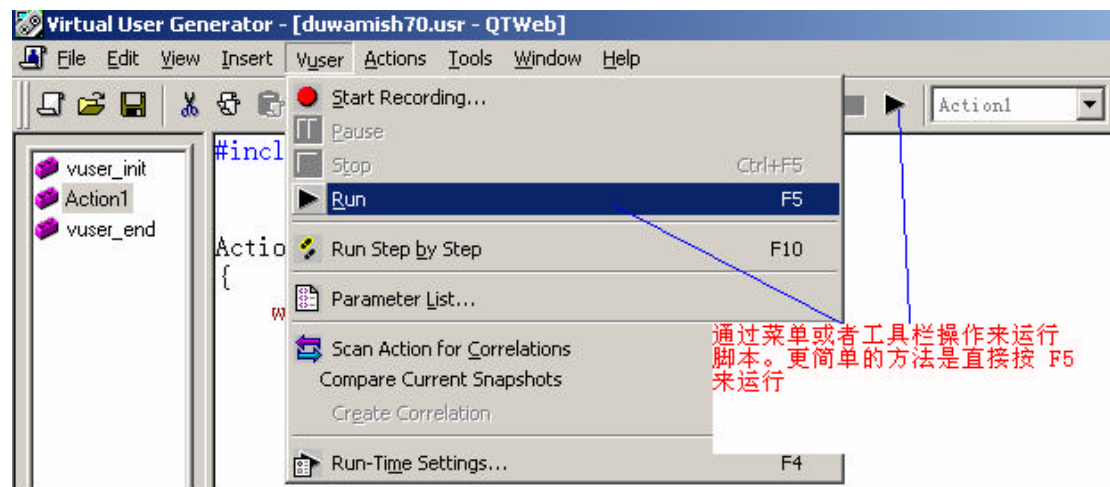 Virtual User Generator - [duwamish70.usr - QTWeb]
File Edit View Insert Vuser Actions Tools Window Help
Action1
vuser_init
Action1
vuser_end
#incl
Actio
{
w
Start Recording...
Pause
Stop Ctrl+F5
Run F5
Run Step by Step F10
Parameter List...
Scan Action for Correlations
Compare Current Snapshots
Create Correlation
Run-Time Settings... F4
通过菜单或者工具栏操作来运行
脚本。更简单的方法是直接按 F5
来运行